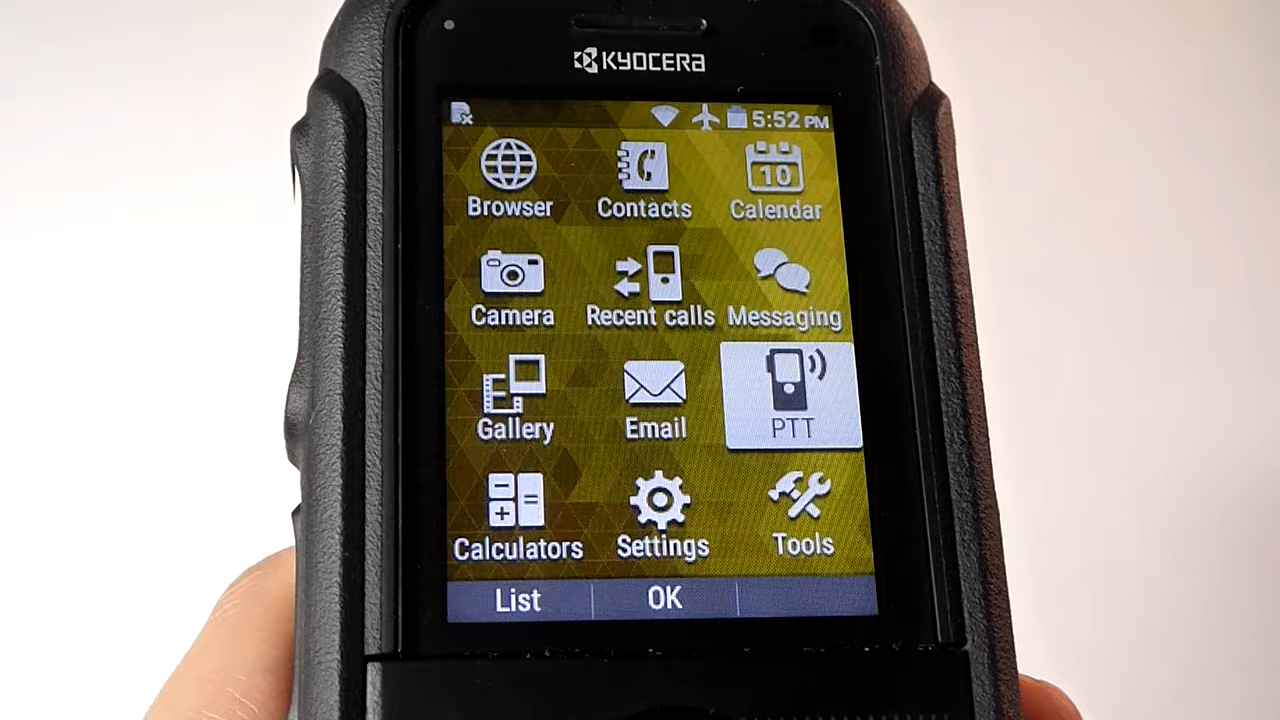 KYOCERA
5:52 PM
10
Browser Contacts Calendar
Camera Recent calls Messaging
Gallery Email PTT
Calculators Settings Tools
List OK